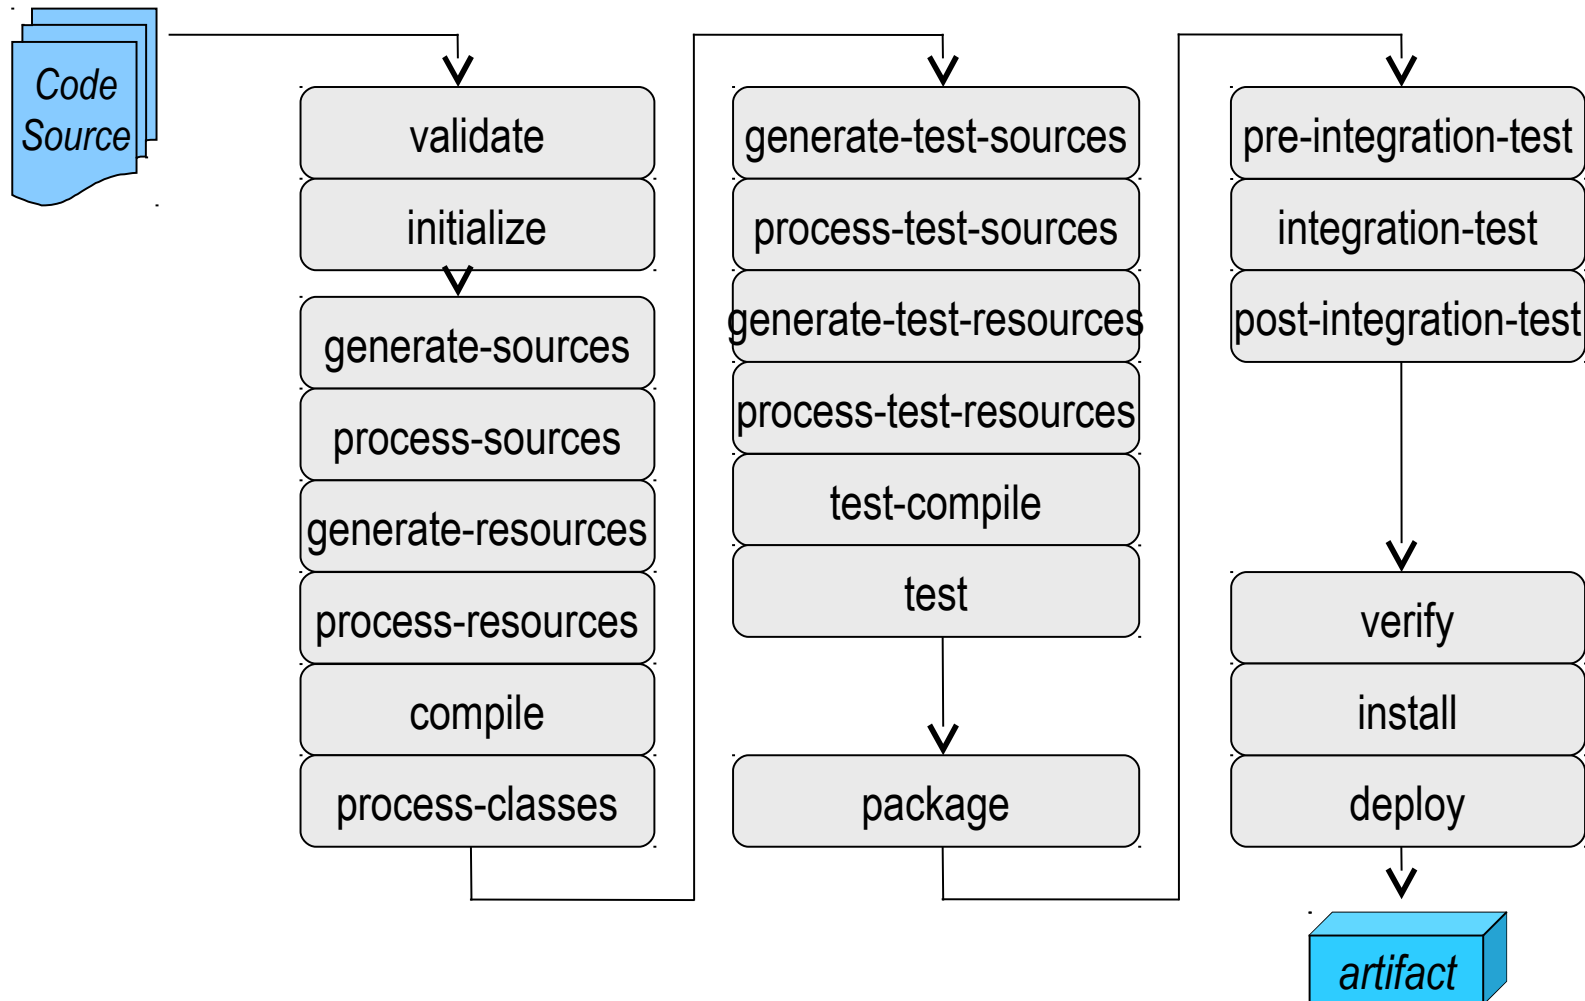 Code
Source
validate
initialize
generate-sources
process-sources
generate-resources
process-resources
compile
process-classes
generate-test-sources
process-test-sources
generate-test-resources
process-test-resources
test-compile
test
package
pre-integration-test
integration-test
post-integration-test
verify
install
deploy
artifact